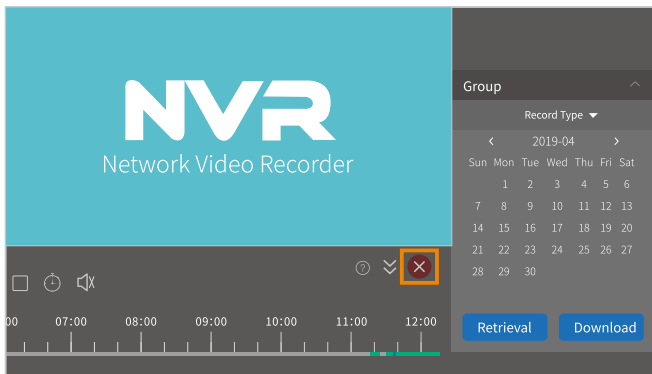 NVR
Network Video Recorder
Group
Record Type
2019-04
Sun Mon Tue Wed Thu Fri Sat
1 2 3 4 5 6
7 8 9 10 11 12 13
14 15 16 17 18 19 20
21 22 23 24 25 26 27
28 29 30
00 07:00 08:00 09:00 10:00 11:00 12:00
Retrieval Download